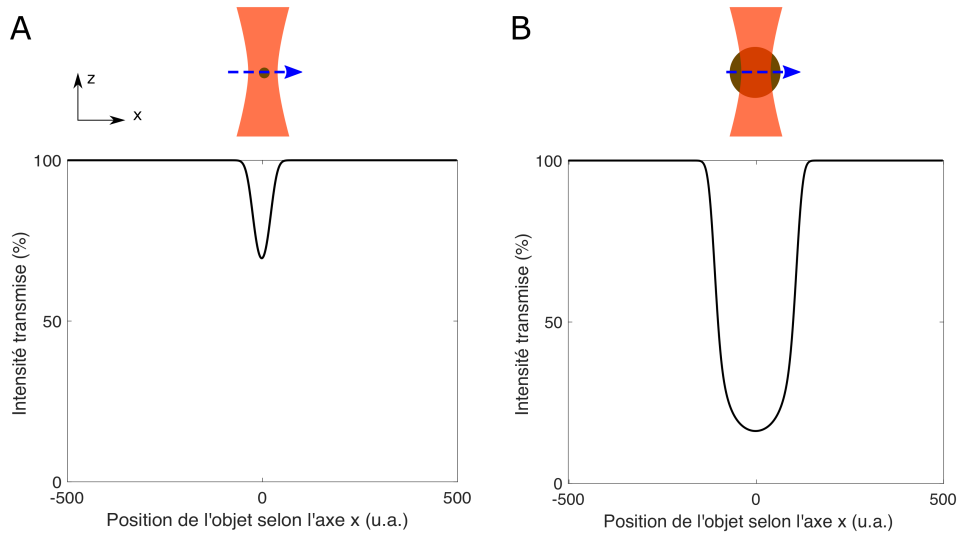 A
z
x
100
50
0
-500
0
500
Intensité transmise (%)
Position de l'objet selon l'axe x (u.a.)
B
100
50
0
-500
0
500
Intensité transmise (%)
Position de l'objet selon l'axe x (u.a.)